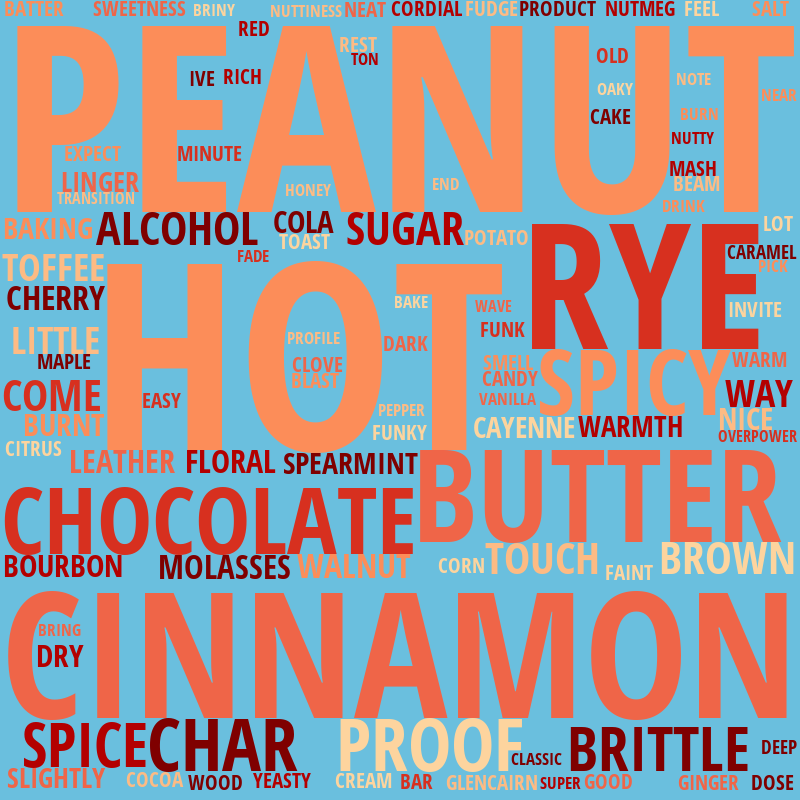 BATTER SWEETNESS BRINY NUTTINESS NEAT CORDIAL FUDGE PRODUCT NUTMEG FEEL SALT
RED
REST
TON
OLD
PEANUT
IVE RICH
OAKY
NOTE
NEAR
CAKE
BURN
NUTTY
EXPECT
MINUTE
MASH
LINGER
BEAM
TRANSITION
HONEY
END
DRINK
BAKING
ALCOHOL
COLA
SUGAR
POTATO
TOAST
LOT
FADE
CARAMEL
PICK
TOFFEE
RYE
CHERRY
HOT
BAKE
WAVE
INVITE
LITTLE
PROFILE
DARK
FUNK
MAPLE
CLOVE
BLAST
SMELL
CANDY
SPICY
WARM
COME
EASY
VANILLA
WAY
BURNT
PEPPER
FUNKY
CAYENNE
WARMTH
NICE
OVERPOWER
CITRUS
LEATHER
FLORAL
SPEARMINT
BUTTER
CHOCOLATE
BOURBON
MOLASSES
WALNUT
CORN
TOUCH
FAINT
BROWN
CINNAMON
BRING
DRY
SPICE
CHAR
PROOF
CLASSIC
BRITTLE
DEEP
SLIGHTLY
COCOA
WOOD
YEASTY
CREAM
BAR
GLENCAIRN
SUPER
GOOD
GINGER
DOSE